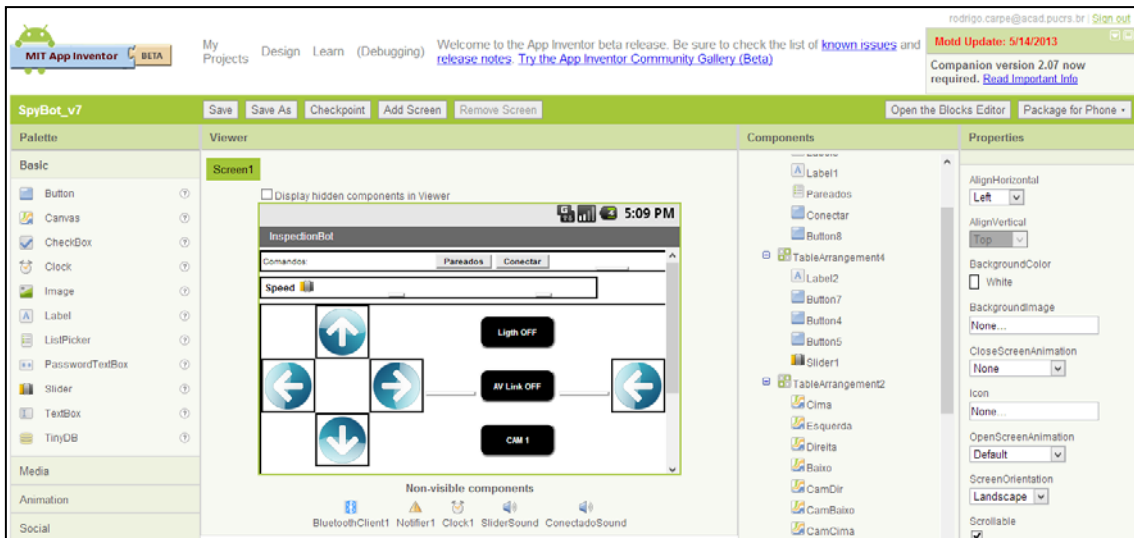 rodrigo.carpe@acad.pucrs.br | Sign out
MIT App Inventor BETA
My Projects Design Learn (Debugging)
Welcome to the App Inventor beta release. Be sure to check the list of known issues and
release notes. Try the App Inventor Community Gallery (Beta)
Motd Update: 5/14/2013
Companion version 2.07 now
required. Read Important Info
SpyBot_v7
Save Save As Checkpoint Add Screen Remove Screen
Open the Blocks Editor Package for Phone
Palette
Basic
Button
Canvas
CheckBox
Clock
Image
Label
ListPicker
PasswordTextBox
Slider
TextBox
TinyDB
Media
Animation
Social
Viewer
Screen1
Display hidden components in Viewer
5:09 PM
InspectionBot
Comandos: Pareados Conectar
Speed
Ligth OFF
AV Link OFF
CAM 1
Non-visible components
BluetoothClient1 Notifier1 Clock1 SliderSound ConectadoSound
Components
Label1
Pareados
Conectar
Button8
TableArrangement4
Label2
Button7
Button4
Button5
Slider1
TableArrangement2
Cima
Esquerda
Direita
Baixo
CamDir
CamBaixo
CamCima
Properties
AlignHorizontal
Left
AlignVertical
Top
BackgroundColor
White
BackgroundImage
None...
CloseScreenAnimation
None
Icon
None...
OpenScreenAnimation
Default
ScreenOrientation
Landscape
Scrollable